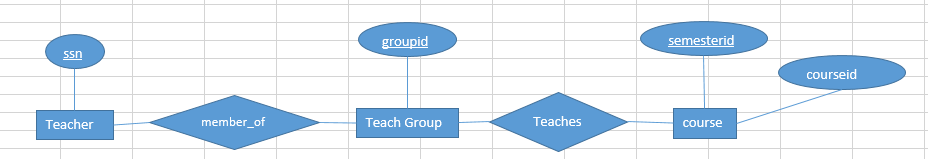 ssn
groupid
semesterid
courseid
Teacher
member_of
Teach Group
Teaches
course